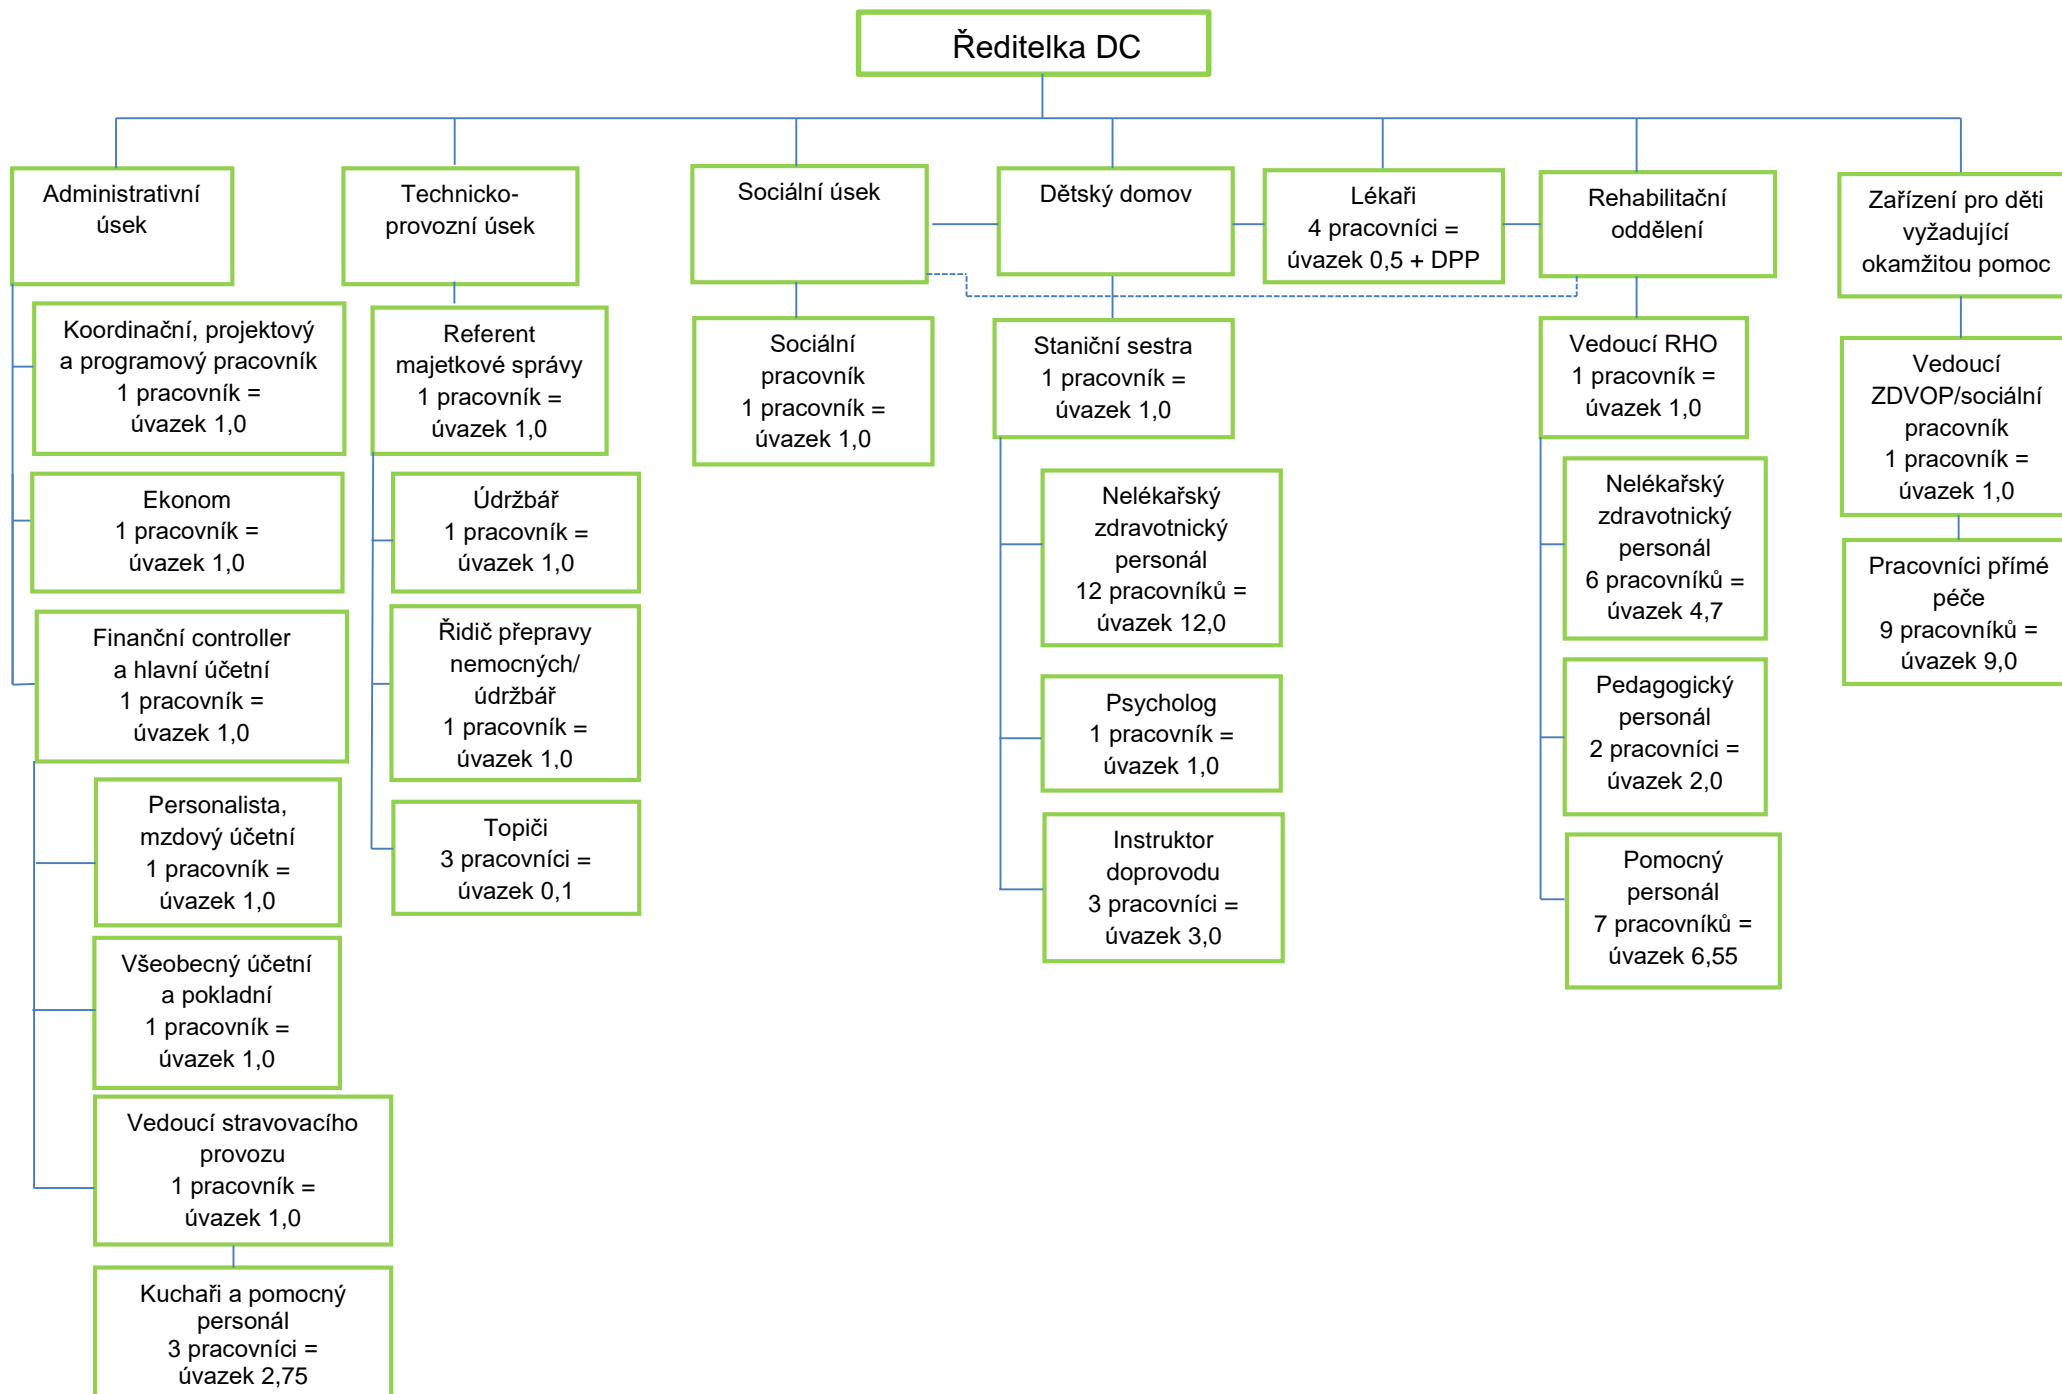 Ředitelka DC
Administrativní
úsek
Technicko-
provozní úsek
Sociální úsek
Dětský domov
Lékaři
4 pracovníci =
úvazek 0,5 + DPP
Rehabilitační
oddělení
Zařízení pro děti
vyžadující
okamžitou pomoc
Koordinační, projektový
a programový pracovník
1 pracovník =
úvazek 1,0
Ekonom
1 pracovník =
úvazek 1,0
Finanční controller
a hlavní účetní
1 pracovník =
úvazek 1,0
Personalista,
mzdový účetní
1 pracovník =
úvazek 1,0
Všeobecný účetní
a pokladní
1 pracovník =
úvazek 1,0
Vedoucí stravovacího
provozu
1 pracovník =
úvazek 1,0
Kuchaři a pomocný
personál
3 pracovníci =
úvazek 2,75
Referent
majetkové správy
1 pracovník =
úvazek 1,0
Údržbář
1 pracovník =
úvazek 1,0
Řidič přepravy
nemocných/
údržbář
1 pracovník =
úvazek 1,0
Topiči
3 pracovníci =
úvazek 0,1
Sociální
pracovník
1 pracovník =
úvazek 1,0
Staniční sestra
1 pracovník =
úvazek 1,0
Nelékařský
zdravotnický
personál
12 pracovníků =
úvazek 12,0
Psycholog
1 pracovník =
úvazek 1,0
Instruktor
doprovodu
3 pracovníci =
úvazek 3,0
Vedoucí RHO
1 pracovník =
úvazek 1,0
Nelékařský
zdravotnický
personál
6 pracovníků =
úvazek 4,7
Pedagogický
personál
2 pracovníci =
úvazek 2,0
Pomocný
personál
7 pracovníků =
úvazek 6,55
Vedoucí
ZDVOP/sociální
pracovník
1 pracovník =
úvazek 1,0
Pracovníci přímé
péče
9 pracovníků =
úvazek 9,0